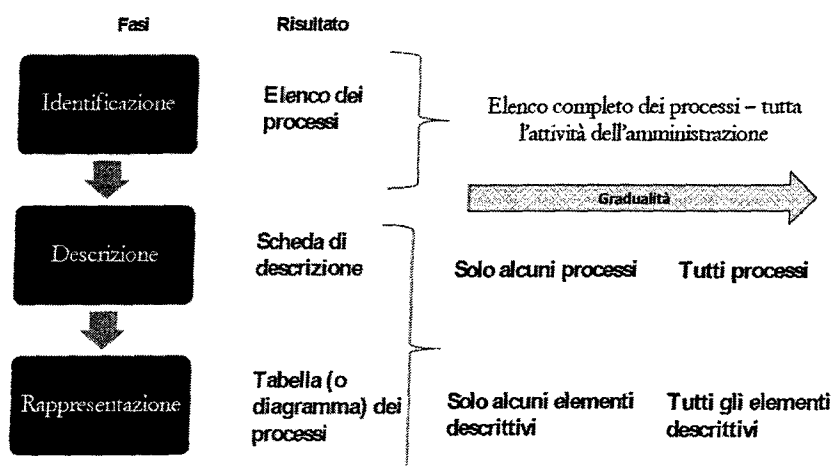 Fasi
Risultato
Identificazione
Elenco dei
processi
Elenco completo dei processi – tutta
l'attività dell'amministrazione
Gradualità
Descrizione
Scheda di
descrizione
Solo alcuni processi
Tutti processi
Rappresentazione
Tabella (o
diagramma) dei
processi
Solo alcuni elementi
descrittivi
Tutti gli elementi
descrittivi